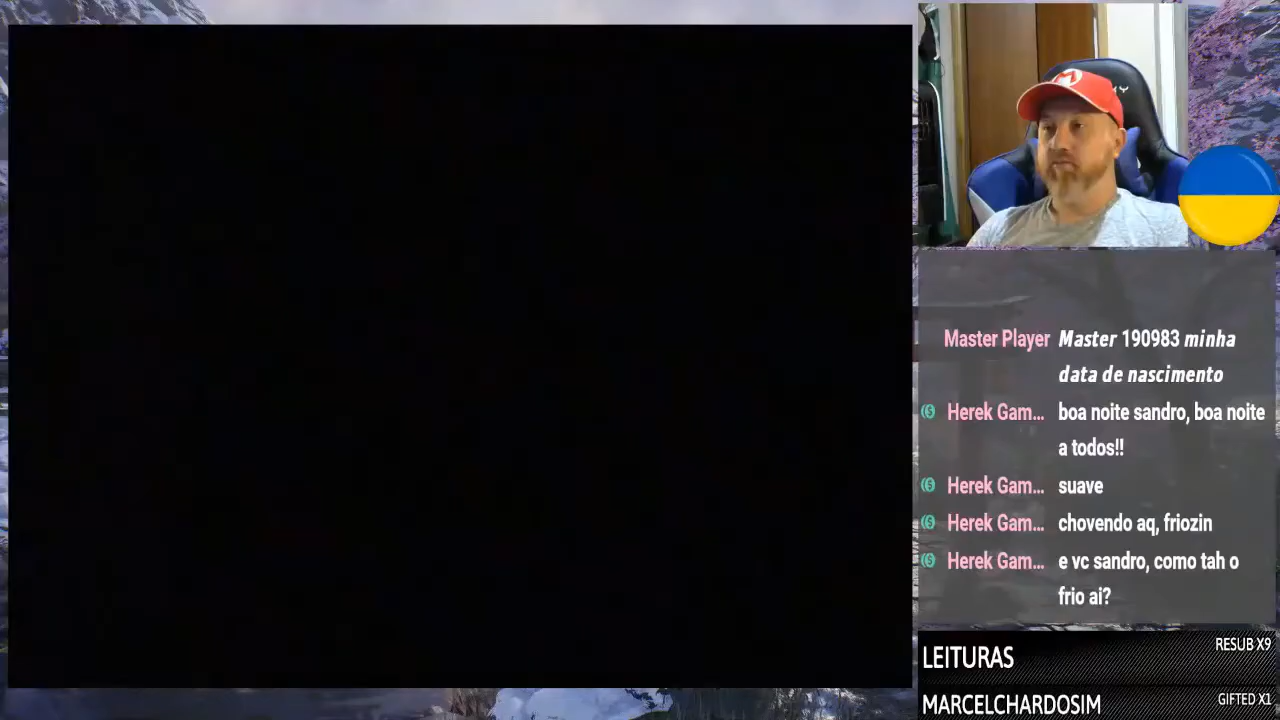 M
Master Player Master 190983 minha
data de nascimento
Herek Gam... boa noite sandro, boa noite
a todos!!
Herek Gam... suave
Herek Gam... chovendo aq, friozin
Herek Gam... e vc sandro, como tah o
frio ai?
LEITURAS RESUB X9
MARCELCHARDOSIM GIFTED X1